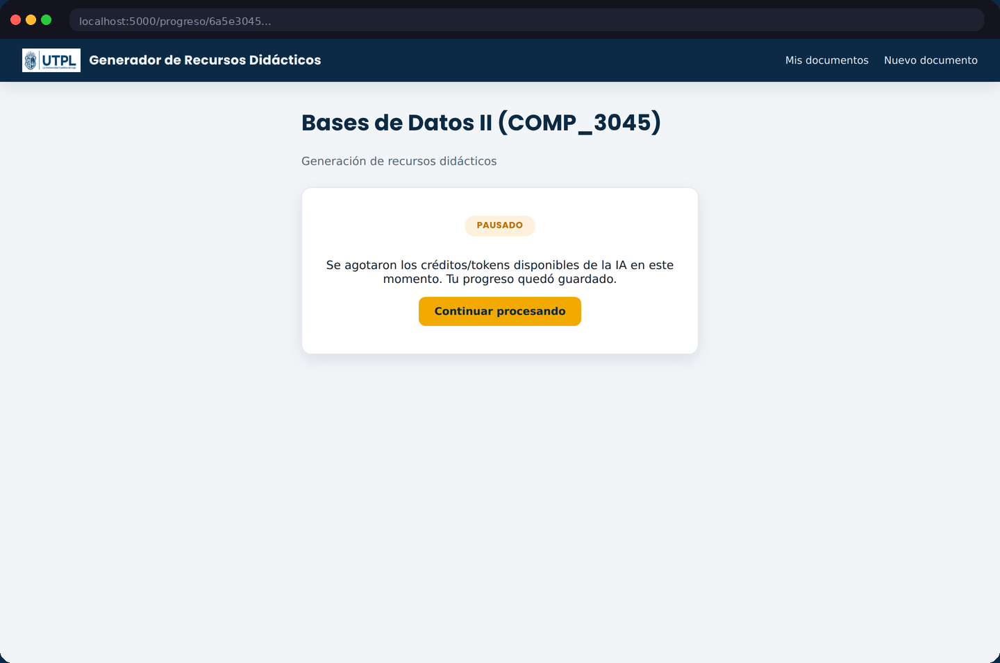 localhost:5000/progreso/6a5e3045...
UTPL
Generador de Recursos Didácticos
Mis documentos
Nuevo documento
Bases de Datos II (COMP_3045)
Generación de recursos didácticos
PAUSADO
Se agotaron los créditos/tokens disponibles de la IA en este
momento. Tu progreso quedó guardado.
Continuar procesando